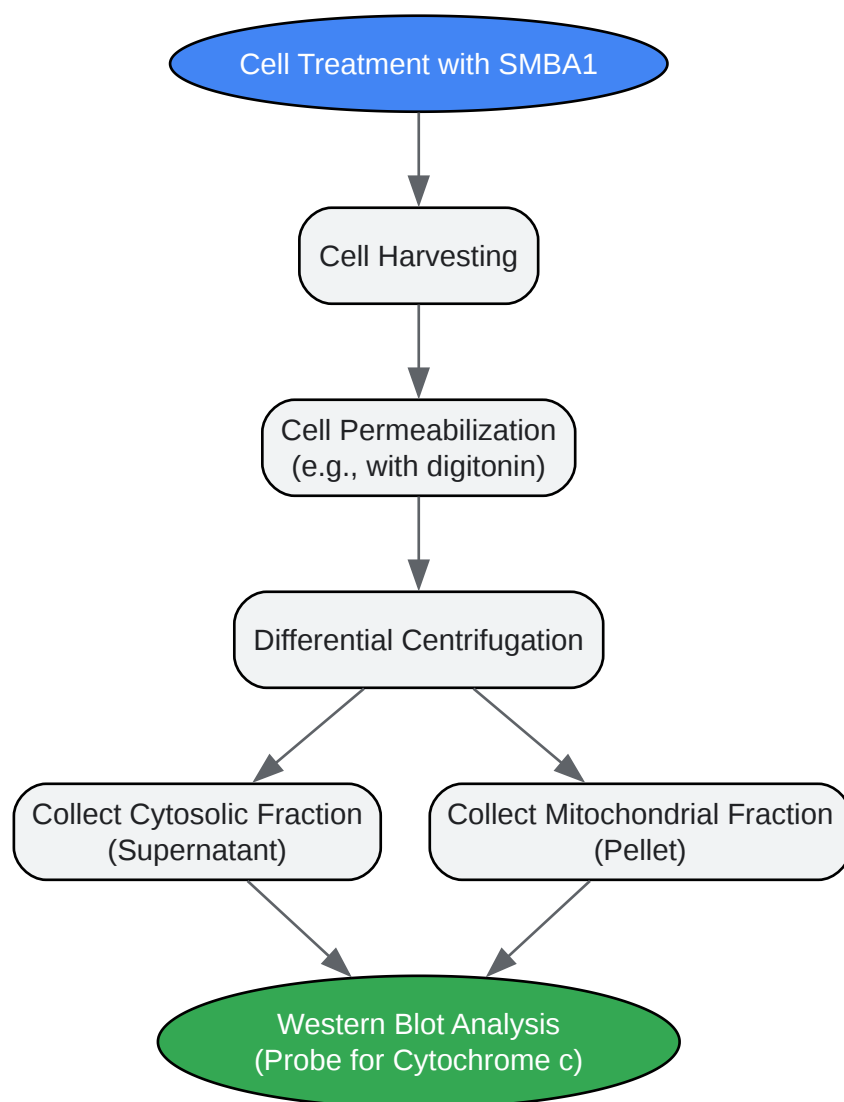 Cell Treatment with SMBA1
Cell Harvesting
Cell Permeabilization
(e.g., with digitonin)
Differential Centrifugation
Collect Cytosolic Fraction
(Supernatant)
Collect Mitochondrial Fraction
(Pellet)
Western Blot Analysis
(Probe for Cytochrome c)